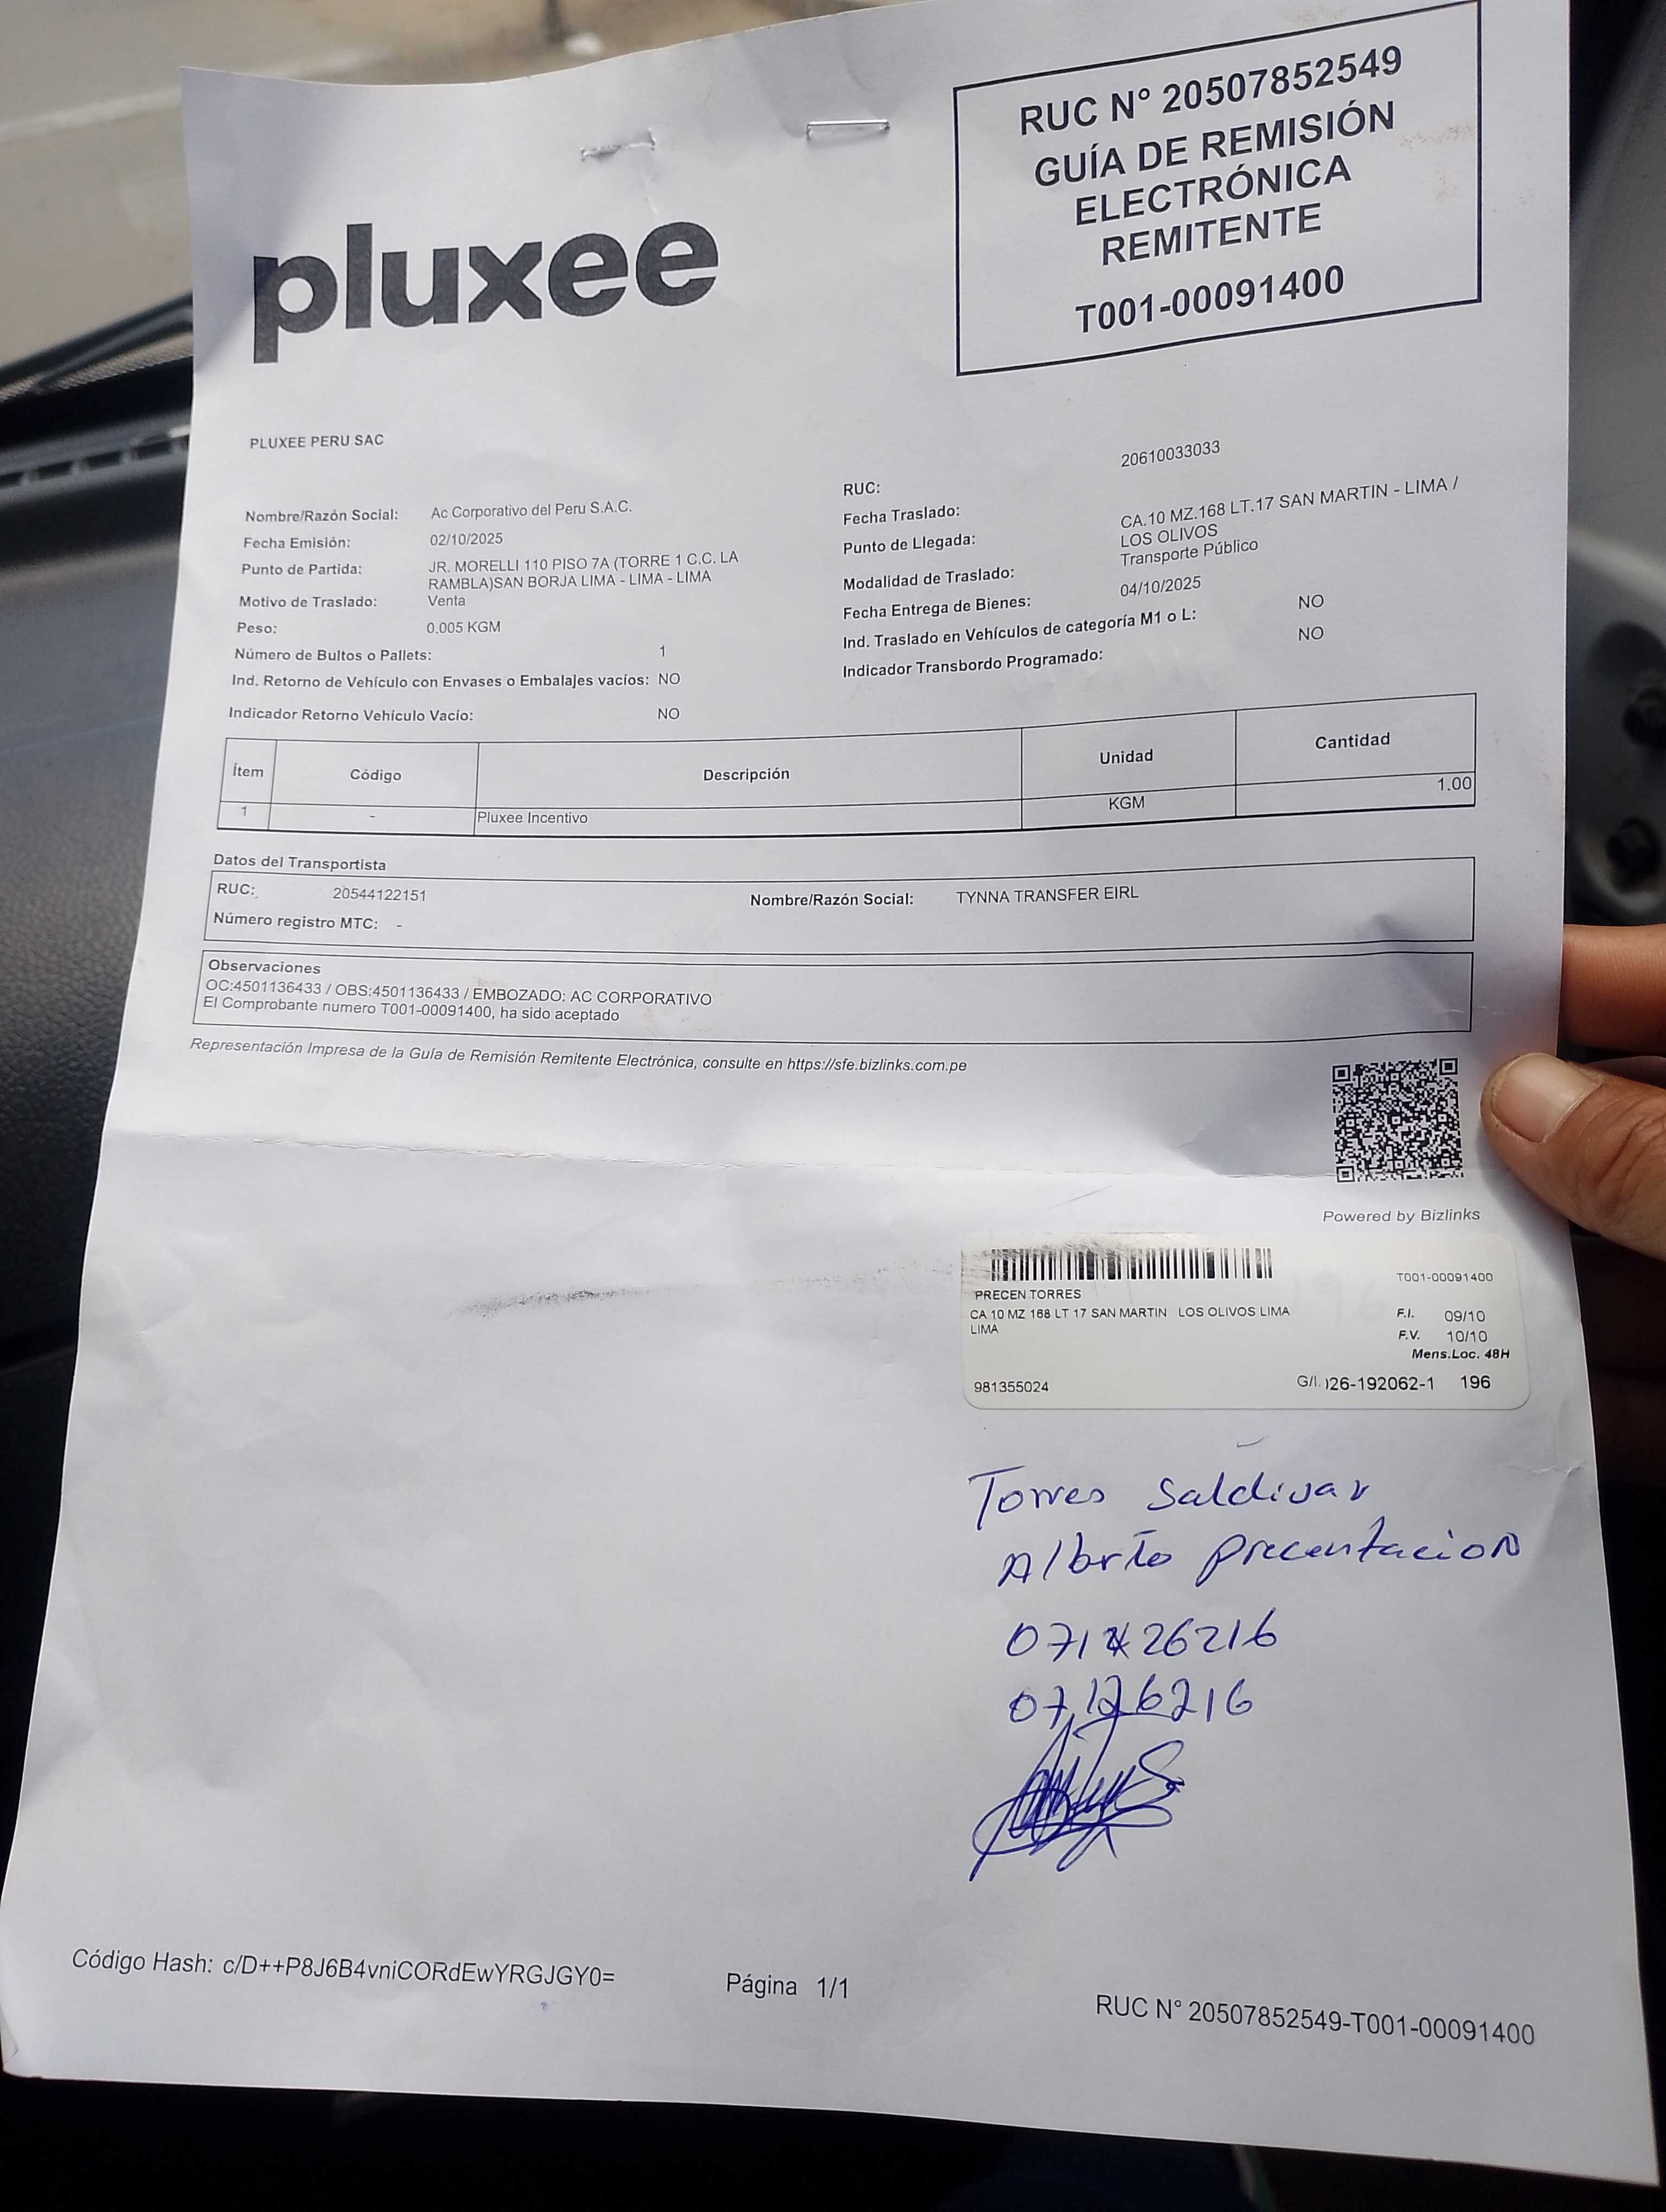 RUC N° 20507852549
GUÍA DE REMISIÓN
ELECTRÓNICA
REMITENTE
T001-00091400
pluxee
PLUXEE PERU SAC
Nombre/Razón Social: Ac Corporativo del Peru S.A.C.
Fecha Emisión: 02/10/2025
Punto de Partida: JR. MORELLI 110 PISO 7A (TORRE 1 C.C. LA
RAMBLA)SAN BORJA LIMA - LIMA - LIMA
Motivo de Traslado: Venta
Peso: 0.005 KGM
Número de Bultos o Pallets: 1
Ind. Retorno de Vehículo con Envases o Embalajes vacíos: NO
Indicador Retorno Vehículo Vacío: NO
RUC: 20610033033
Fecha Traslado:
Punto de Llegada: CA.10 MZ.168 LT.17 SAN MARTIN - LIMA /
LOS OLIVOS
Modalidad de Traslado: Transporte Público
Fecha Entrega de Bienes: 04/10/2025
Ind. Traslado en Vehículos de categoría M1 o L: NO
Indicador Transbordo Programado: NO
Ítem Código Descripción Unidad Cantidad
1 - Pluxee Incentivo KGM 1.00
Datos del Transportista
RUC: 20544122151 Nombre/Razón Social: TYNNA TRANSFER EIRL
Número registro MTC: -
Observaciones
OC:4501136433 / OBS:4501136433 / EMBOZADO: AC CORPORATIVO
El Comprobante numero T001-00091400, ha sido aceptado
Representación Impresa de la Guía de Remisión Remitente Electrónica, consulte en https://sfe.bizlinks.com.pe
Powered by Bizlinks
T001-00091400
PRECEN TORRES
CA 10 MZ 168 LT 17 SAN MARTIN LOS OLIVOS LIMA
LIMA
F.I. 09/10
F.V. 10/10
Mens.Loc. 48H
981355024 G/I. )26-192062-1 196
Torres Saldivar
Alberto precentacion
07126216
Código Hash: c/D++P8J6B4vniCORdEwYRGJGY0= Página 1/1 RUC N° 20507852549-T001-00091400